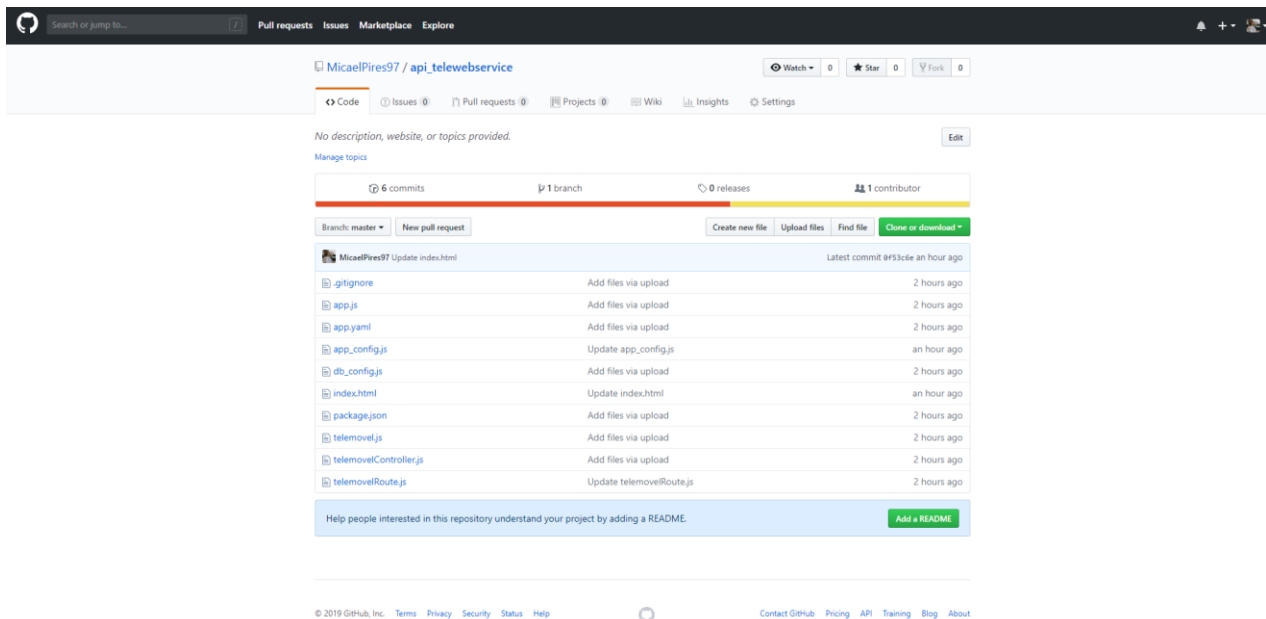 Search or jump to... / Pull requests Issues Marketplace Explore
MicaelPires97 / api_telewebservice Watch 0 Star 0 Fork 0
Code Issues 0 Pull requests 0 Projects 0 Wiki Insights Settings
No description, website, or topics provided. Edit
Manage topics
6 commits 1 branch 0 releases 1 contributor
Branch: master New pull request Create new file Upload files Find file Clone or download
MicaelPires97 Update index.html Latest commit 0f53c6e an hour ago
.gitignore Add files via upload 2 hours ago
app.js Add files via upload 2 hours ago
app.yaml Add files via upload 2 hours ago
app_config.js Update app_config.js an hour ago
db_config.js Add files via upload 2 hours ago
index.html Update index.html an hour ago
package.json Add files via upload 2 hours ago
telemovel.js Add files via upload 2 hours ago
telemovelController.js Add files via upload 2 hours ago
telemovelRoute.js Update telemovelRoute.js 2 hours ago
Help people interested in this repository understand your project by adding a README. Add a README
© 2019 GitHub, Inc. Terms Privacy Security Status Help Contact GitHub Pricing API Training Blog About